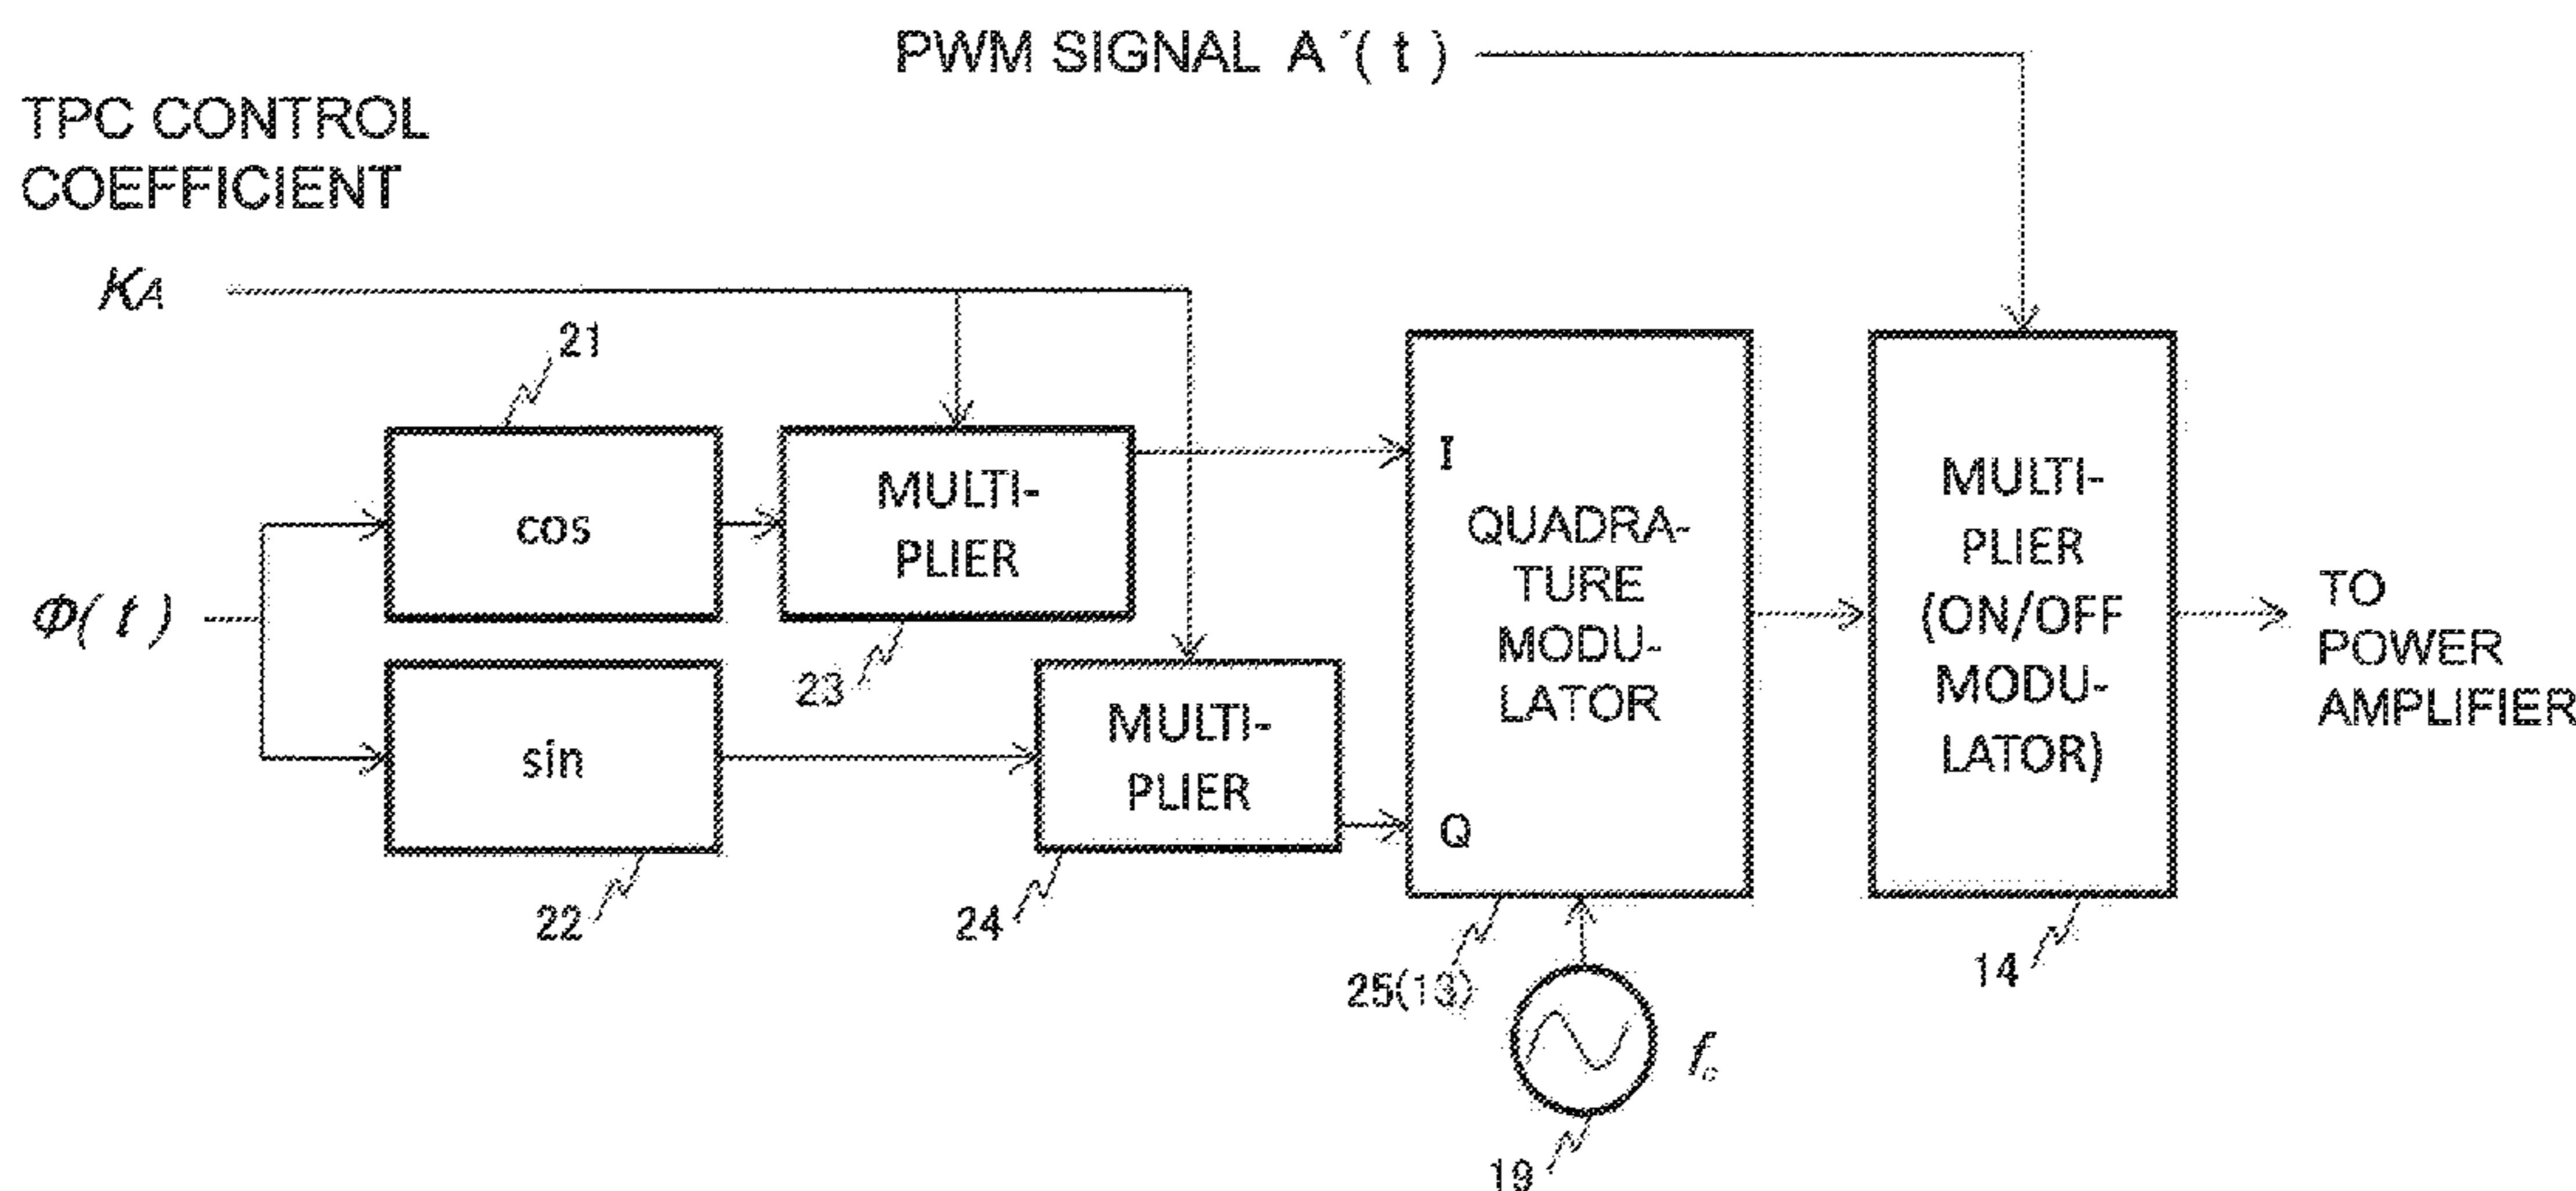 PWM SIGNAL A´( t )
TPC CONTROL
COEFFICIENT
KA
21
cos
MULTI-
PLIER
I
QUADRA-
TURE
MODU-
LATOR
Q
MULTI-
PLIER
(ON/OFF
MODU-
LATOR)
TO
POWER
AMPLIFIER
Φ( t )
23
sin
MULTI-
PLIER
22
24
25(13)
14
fc
19